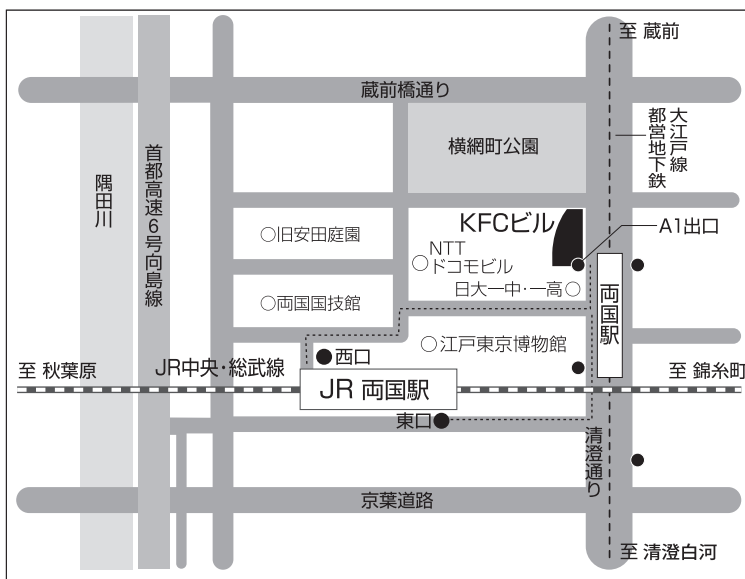 至 蔵前
蔵前橋通り
大江戸線
都営地下鉄
横網町公園
首都高速6号向島線
隅田川
KFCビル
A1出口
○旧安田庭園
NTT
○ドコモビル
日大一中・一高○
○両国国技館
両国駅
○江戸東京博物館
●西口
至 秋葉原
JR中央・総武線
至 錦糸町
JR 両国駅
東口●
清澄通り
京葉道路
至 清澄白河